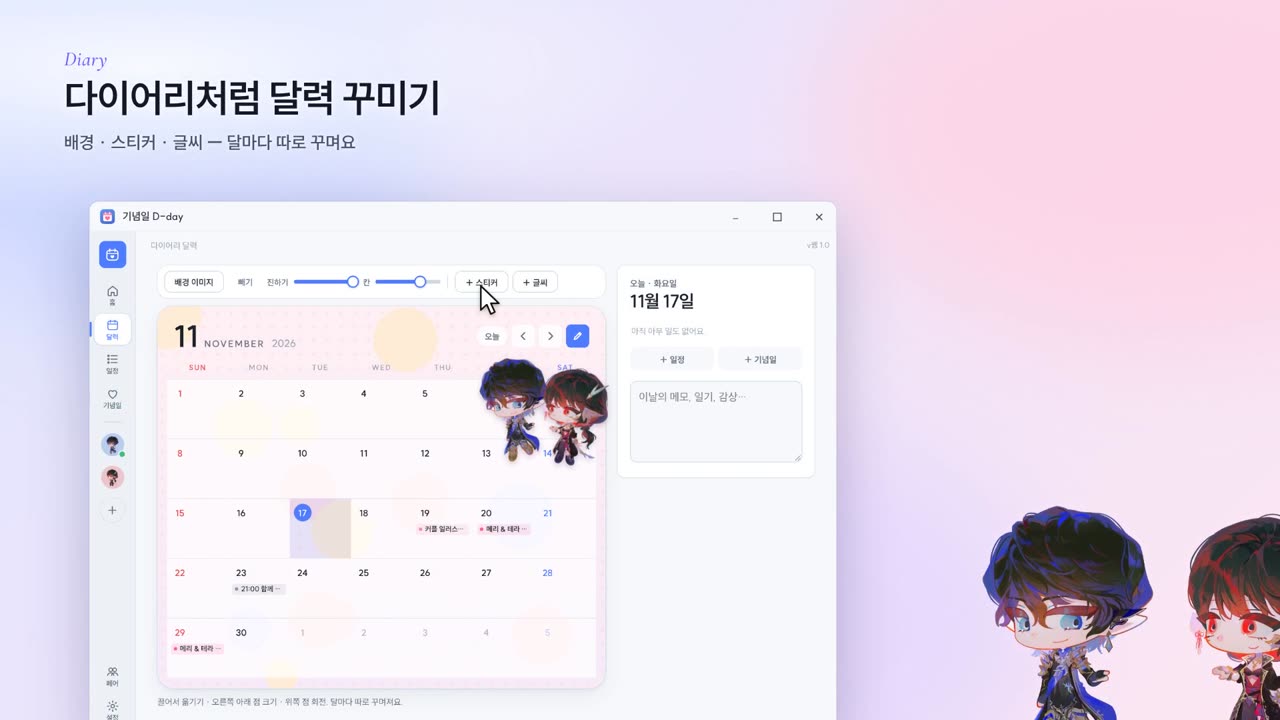 Diary
다이어리처럼 달력 꾸미기
배경 · 스티커 · 글씨 — 달마다 따로 꾸며요
기념일 D-day
다이어리 달력
v쨈 1.0
배경 이미지 빼기 진하기 칸 + 스티커 + 글씨
홈
달력
일정
기념일
페어
설정
11 NOVEMBER 2026 오늘
SUN MON TUE WED THU SAT
1 2 3 4 5
8 9 10 11 12 13 14
15 16 17 18 19 20 21
커플 일러스… 메리 & 테라 …
22 23 24 25 26 27 28
21:00 함께 …
29 30 1 2 3 4 5
메리 & 테라 …
끌어서 옮기기 · 오른쪽 아래 점 크기 · 위쪽 점 회전. 달마다 따로 꾸며져요.
오늘 · 화요일
11월 17일
아직 아무 일도 없어요
+ 일정 + 기념일
이날의 메모, 일기, 감상…